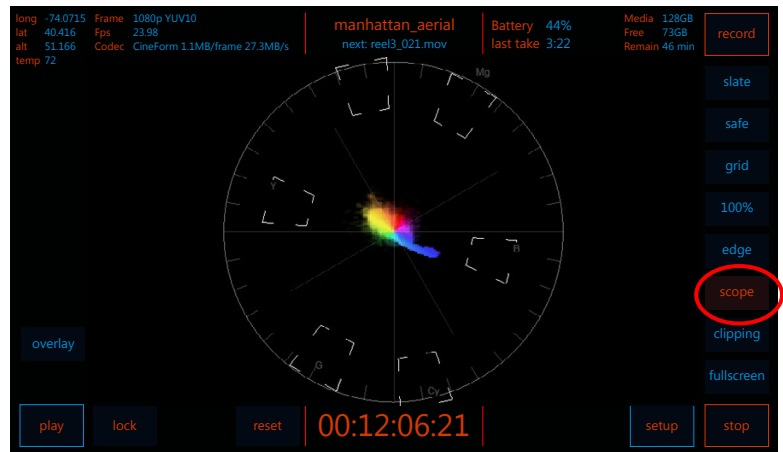 long -74.0715
lat 40.416
alt 51.166
temp 72
Frame 1080p YUV10
Fps 23.98
Codec CineForm 1.1MB/frame 27.3MB/s
manhattan_aerial
next: reel3_021.mov
Battery 44%
last take 3:22
Media 128GB
Free 73GB
Remain 46 min
record
slate
safe
grid
100%
edge
scope
clipping
fullscreen
Mg
Y
R
G
Cy
overlay
play
lock
reset
00:12:06:21
setup
stop